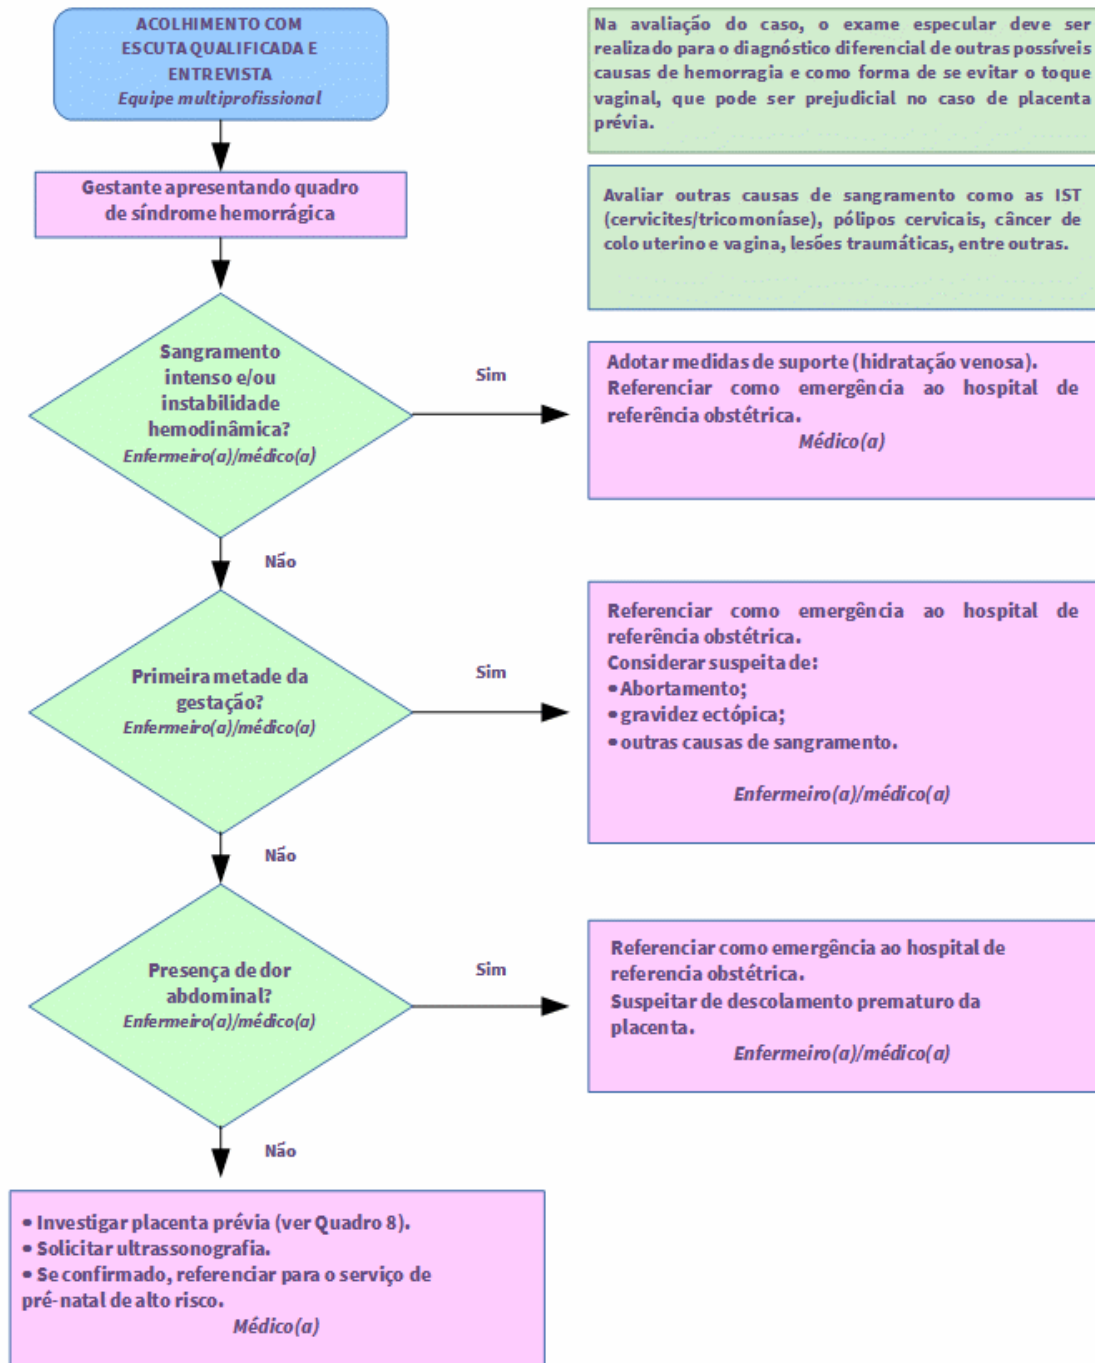 ACOLHIMENTO COM
ESCUTA QUALIFICADA E
ENTREVISTA
Equipe multiprofissional
Na avaliação do caso, o exame especular deve ser
realizado para o diagnóstico diferencial de outras possíveis
causas de hemorragia e como forma de se evitar o toque
vaginal, que pode ser prejudicial no caso de placenta
prévia.
Gestante apresentando quadro
de síndrome hemorrágica
Avaliar outras causas de sangramento como as IST
(cervicites/tricomoníase), pólipos cervicais, câncer de
colo uterino e vagina, lesões traumáticas, entre outras.
Sangramento
intenso e/ou
instabilidade
hemodinâmica?
Enfermeiro(a)/médico(a)
Sim
Adotar medidas de suporte (hidratação venosa).
Referenciar como emergência ao hospital de
referência obstétrica.
Médico(a)
Não
Primeira metade da
gestação?
Enfermeiro(a)/médico(a)
Sim
Referenciar como emergência ao hospital de
referência obstétrica.
Considerar suspeita de:
• Abortamento;
• gravidez ectópica;
• outras causas de sangramento.
Enfermeiro(a)/médico(a)
Não
Presença de dor
abdominal?
Enfermeiro(a)/médico(a)
Sim
Referenciar como emergência ao hospital de
referencia obstétrica.
Suspeitar de descolamento prematuro da
placenta.
Enfermeiro(a)/médico(a)
Não
• Investigar placenta prévia (ver Quadro 8).
• Solicitar ultrassonografia.
• Se confirmado, referenciar para o serviço de
pré-natal de alto risco.
Médico(a)